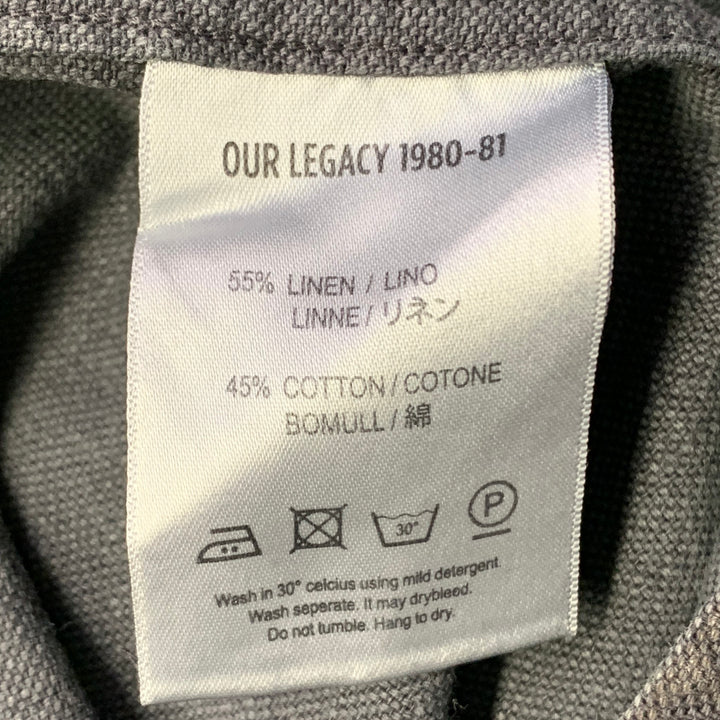 OUR LEGACY 1980-81
55% LINEN / LINO
LINNE / リネン
45% COTTON / COTONE
BOMULL / 綿
30°
P
Wash in 30° celcius using mild detergent.
Wash seperate. It may drybleed.
Do not tumble. Hang to dry.